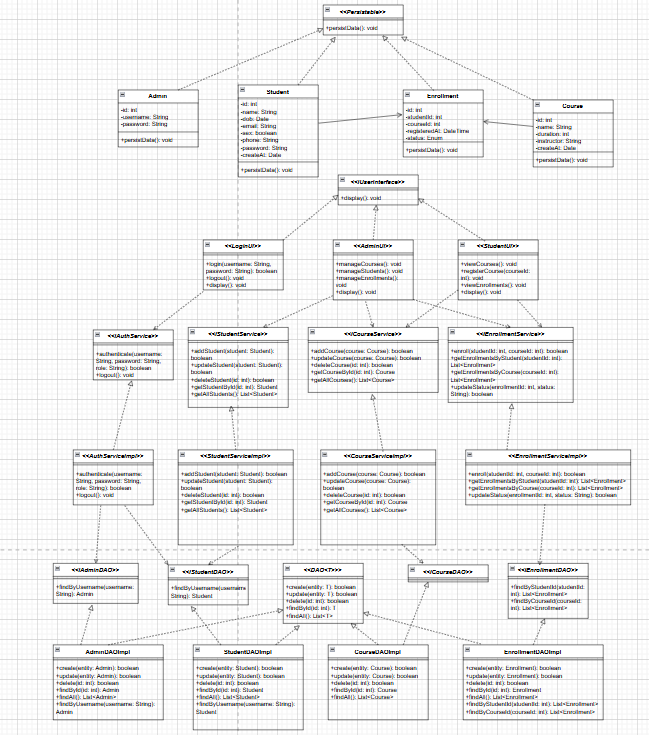 <<Persistable>>
+persistData(): void
Admin
-id: int
-username: String
-password: String
+persistData(): void
Student
-id: int
-name: String
-dob: Date
-email: String
-sex: boolean
-phone: String
-password: String
-createAt: Date
+persistData(): void
Enrollment
-id: int
-studentId: int
-courseId: int
-registeredAt: DateTime
-status: Enum
+persistData(): void
Course
-id: int
-name: String
-duration: int
-instructor: String
-createAt: Date
+persistData(): void
<<IUserInterface>>
+display(): void
<<LoginUI>>
+login(username: String,
password: String): boolean
+logout(): void
+display(): void
<<AdminUI>>
+manageCourses(): void
+manageStudents(): void
+manageEnrollments():
void
+display(): void
<<StudentUI>>
+viewCourses(): void
+registerCourse(courseId:
int): void
+viewEnrollments(): void
+display(): void
<<IAuthService>>
+authenticate(username:
String, password: String,
role: String): boolean
+logout(): void
<<IStudentService>>
+addStudent(student: Student):
boolean
+updateStudent(student: Student):
boolean
+deleteStudent(id: int): boolean
+getStudentById(id: int): Student
+getAllStudents(): List<Student>
<<ICourseService>>
+addCourse(course: Course): boolean
+updateCourse(course: Course): boolean
+deleteCourse(id: int): boolean
+getCourseById(id: int): Course
+getAllCourses(): List<Course>
<<IEnrollmentService>>
+enroll(studentId: int, courseId: int): boolean
+getEnrollmentsByStudent(studentId: int):
List<Enrollment>
+getEnrollmentsByCourse(courseId: int):
List<Enrollment>
+updateStatus(enrollmentId: int, status:
String): boolean
<<AuthServiceImpl>>
+authenticate(username:
String, password: String,
role: String): boolean
+logout(): void
<<StudentServiceImpl>>
+addStudent(student: Student): boolean
+updateStudent(student: Student):
boolean
+deleteStudent(id: int): boolean
+getStudentById(id: int): Student
+getAllStudents(): List<Student>
<<CourseServiceImpl>>
+addCourse(course: Course): boolean
+updateCourse(course: Course):
boolean
+deleteCourse(id: int): boolean
+getCourseById(id: int): Course
+getAllCourses(): List<Course>
<<EnrollmentServiceImpl>>
+enroll(studentId: int, courseId: int): boolean
+getEnrollmentsByStudent(studentId: int): List<Enrollment>
+getEnrollmentsByCourse(courseId: int): List<Enrollment>
+updateStatus(enrollmentId: int, status: String): boolean
<<IAdminDAO>>
+findByUsername(username:
String): Admin
<<IStudentDAO>>
+findByUsername(username:
String): Student
<<DAO<T>>>
+create(entity: T): boolean
+update(entity: T): boolean
+delete(id: int): boolean
+findById(id: int): T
+findAll(): List<T>
<<ICourseDAO>>
<<IEnrollmentDAO>>
+findByStudentId(studentId:
int): List<Enrollment>
+findByCourseId(courseId:
int): List<Enrollment>
AdminDAOImpl
+create(entity: Admin): boolean
+update(entity: Admin): boolean
+delete(id: int): boolean
+findById(id: int): Admin
+findAll(): List<Admin>
+findByUsername(username: String):
Admin
StudentDAOImpl
+create(entity: Student): boolean
+update(entity: Student): boolean
+delete(id: int): boolean
+findById(id: int): Student
+findAll(): List<Student>
+findByUsername(username: String):
Student
CourseDAOImpl
+create(entity: Course): boolean
+update(entity: Course): boolean
+delete(id: int): boolean
+findById(id: int): Course
+findAll(): List<Course>
EnrollmentDAOImpl
+create(entity: Enrollment): boolean
+update(entity: Enrollment): boolean
+delete(id: int): boolean
+findById(id: int): Enrollment
+findAll(): List<Enrollment>
+findByStudentId(studentId: int): List<Enrollment>
+findByCourseId(courseId: int): List<Enrollment>